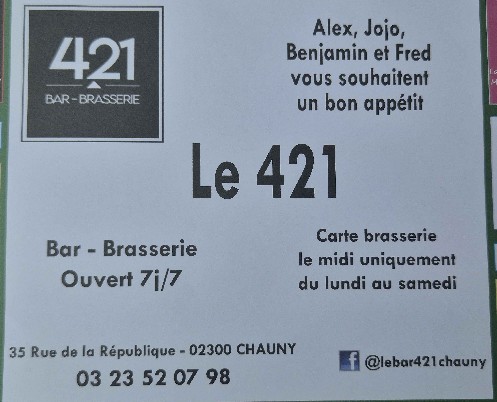 421
BAR - BRASSERIE
Alex, Jojo,
Benjamin et Fred
vous souhaitent
un bon appétit
Le 421
Bar - Brasserie
Ouvert 7j/7
Carte brasserie
le midi uniquement
du lundi au samedi
35 Rue de la République - 02300 CHAUNY
03 23 52 07 98
f @lebar421chauny